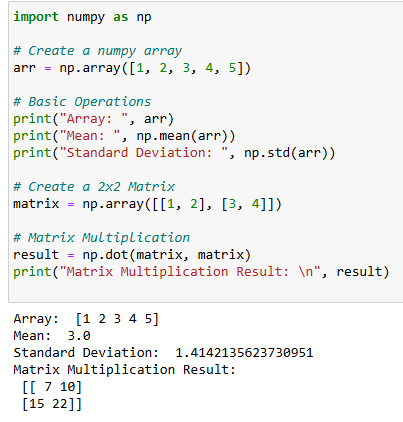 import numpy as np
# Create a numpy array
arr = np.array([1, 2, 3, 4, 5])
# Basic Operations
print("Array: ", arr)
print("Mean: ", np.mean(arr))
print("Standard Deviation: ", np.std(arr))
# Create a 2x2 Matrix
matrix = np.array([[1, 2], [3, 4]])
# Matrix Multiplication
result = np.dot(matrix, matrix)
print("Matrix Multiplication Result: \n", result)
Array:  [1 2 3 4 5]
Mean:  3.0
Standard Deviation:  1.4142135623730951
Matrix Multiplication Result:
 [[ 7 10]
 [15 22]]